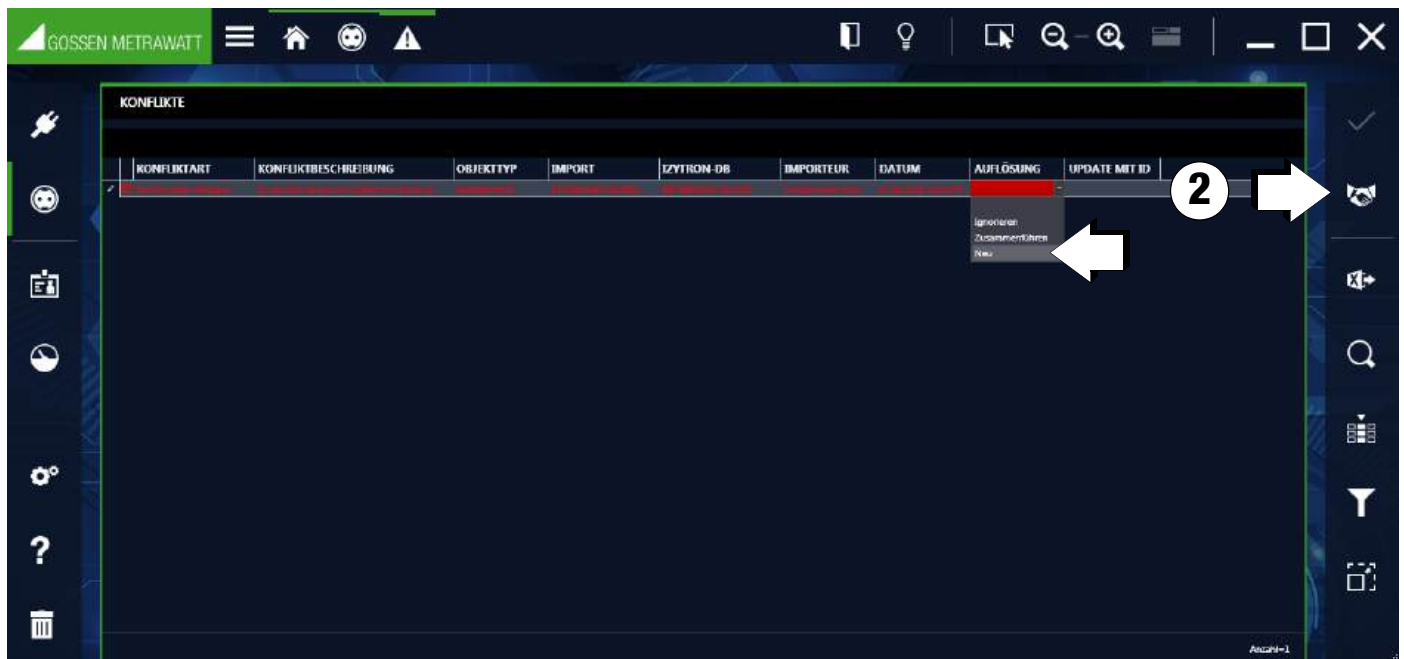 GOSSEN METRAWATT
KONFLIKTE
KONFLIKTART KONFLIKTBESCHREIBUNG OBJEKTTYP IMPORT IZYTRON-DB IMPORTEUR DATUM AUFLÖSUNG UPDATE MIT ID
2
Ignorieren
Zusammenführen
Neu
?
Anzahl=1